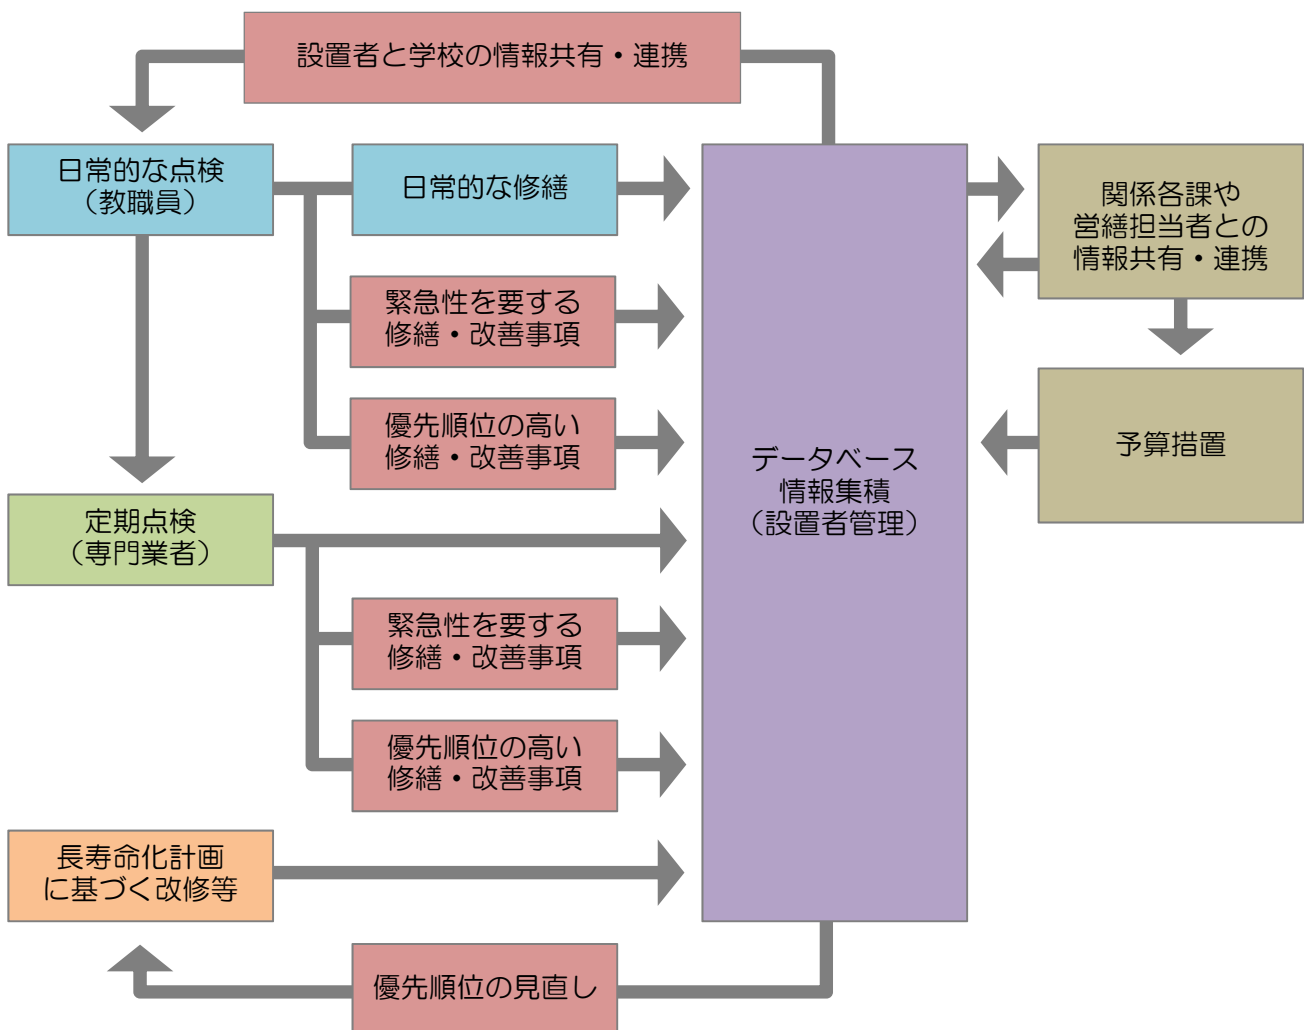 設置者と学校の情報共有・連携
日常的な点検
（教職員）
日常的な修繕
緊急性を要する
修繕・改善事項
優先順位の高い
修繕・改善事項
定期点検
（専門業者）
緊急性を要する
修繕・改善事項
優先順位の高い
修繕・改善事項
長寿命化計画
に基づく改修等
優先順位の見直し
データベース
情報集積
（設置者管理）
関係各課や
営繕担当者との
情報共有・連携
予算措置